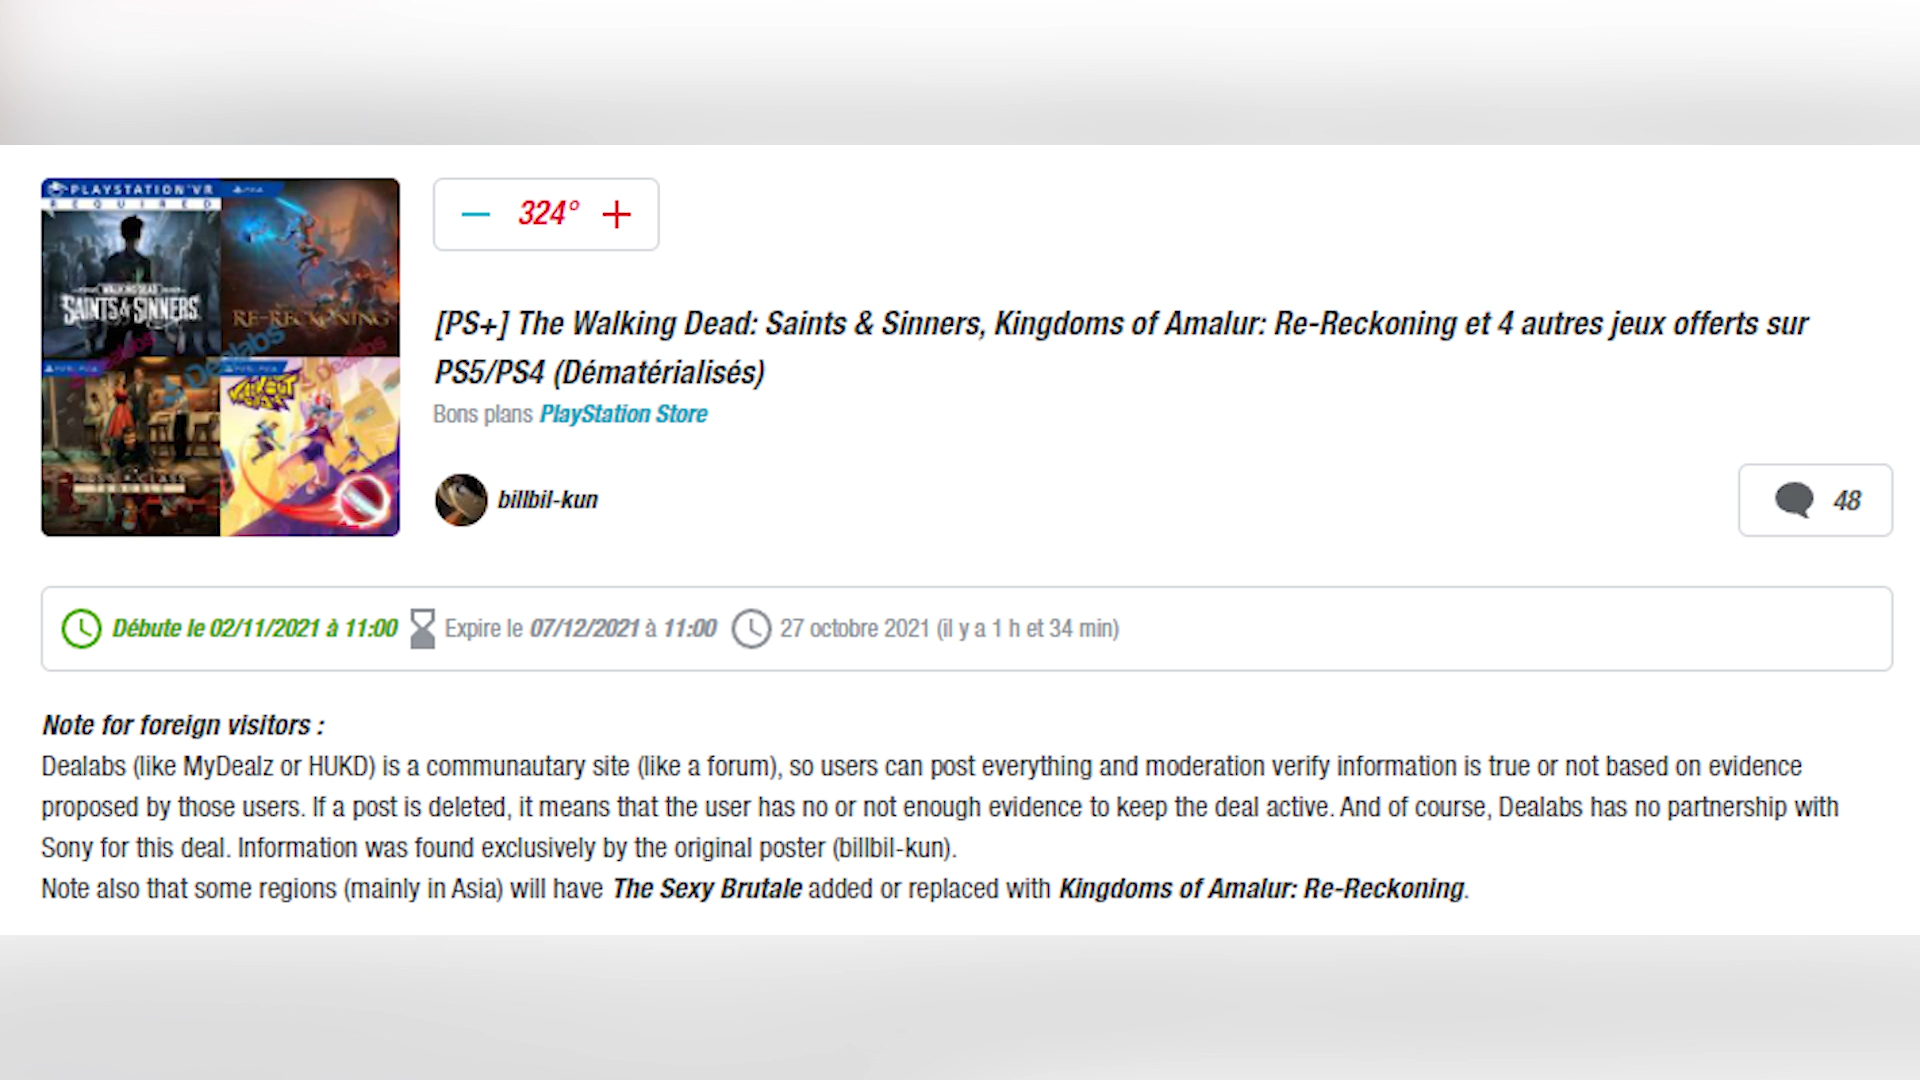 PLAYSTATION VR
REQUIRED
WALKING DEAD
SAINTS & SINNERS
RE-RECKONING
Dealabs
KNOCKOUT CITY
324°
[PS+] The Walking Dead: Saints & Sinners, Kingdoms of Amalur: Re-Reckoning et 4 autres jeux offerts sur
PS5/PS4 (Dématérialisés)
Bons plans PlayStation Store
billbil-kun
48
Débute le 02/11/2021 à 11:00 Expire le 07/12/2021 à 11:00 27 octobre 2021 (il y a 1 h et 34 min)
Note for foreign visitors :
Dealabs (like MyDealz or HUKD) is a communautary site (like a forum), so users can post everything and moderation verify information is true or not based on evidence
proposed by those users. If a post is deleted, it means that the user has no or not enough evidence to keep the deal active. And of course, Dealabs has no partnership with
Sony for this deal. Information was found exclusively by the original poster (billbil-kun).
Note also that some regions (mainly in Asia) will have The Sexy Brutale added or replaced with Kingdoms of Amalur: Re-Reckoning.